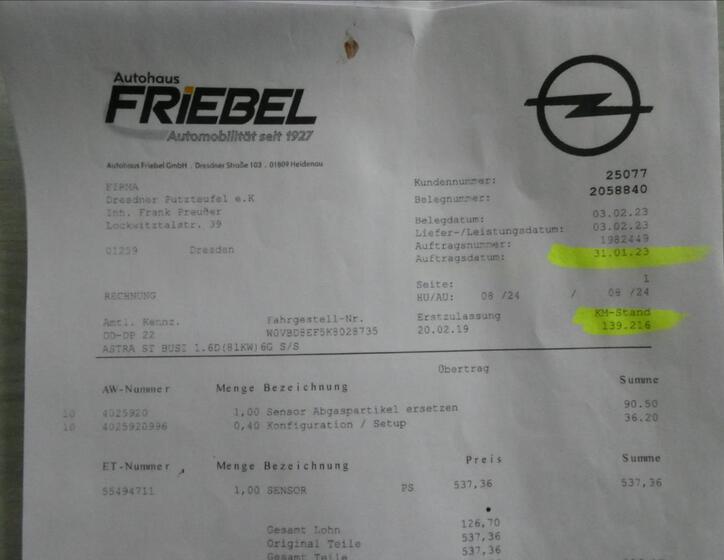 Autohaus
FRIEBEL
Automobilität seit 1927
Autohaus Friebel GmbH . Dresdner Straße 103 . 01809 Heidenau
FIRMA
Dresdner Putzteufel e.K
Inh. Frank Preußer
Lockwitztalstr. 39
01259 Dresden
Kundennummer: 25077
Belegnummer: 2058840
Belegdatum: 03.02.23
Liefer-/Leistungsdatum: 03.02.23
Auftragsnummer: 1982449
Auftragsdatum: 31.01.23
Seite: 1
RECHNUNG HU/AU: 08 /24 / 08 /24
Amtl. Kennz. Fahrgestell-Nr. Erstzulassung KM-Stand
DD-DP 22 W0VBD8EF5K8028735 20.02.19 139.216
ASTRA ST BUSI 1.6D(81KW)6G S/S
Übertrag
AW-Nummer Menge Bezeichnung Summe
10 4025920 1,00 Sensor Abgaspartikel ersetzen 90.50
10 4025920996 0,40 Konfiguration / Setup 36.20
ET-Nummer Menge Bezeichnung Preis Summe
55494711 1,00 SENSOR PS 537,36 537,36
Gesamt Lohn 126,70
Original Teile 537,36
Gesamt Teile 537,36